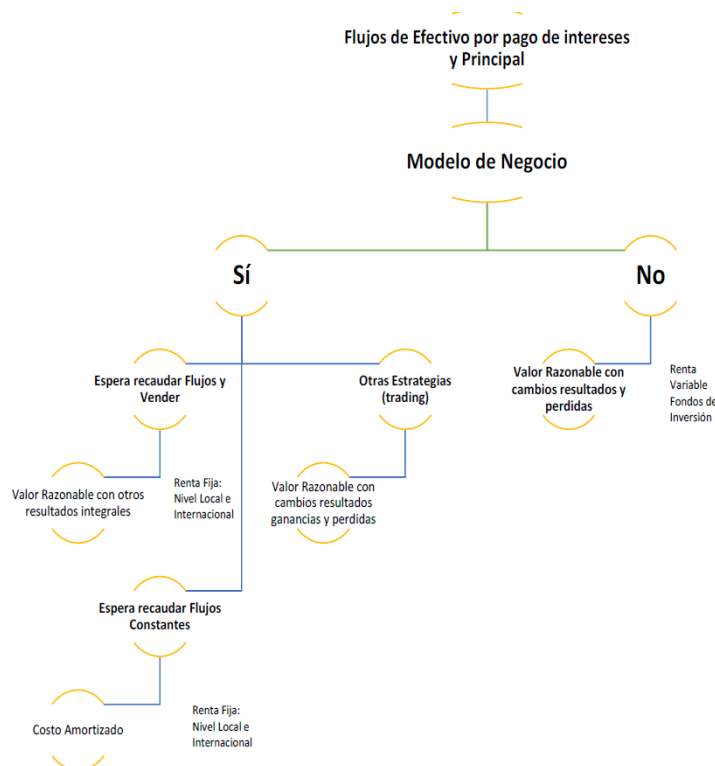 Flujos de Efectivo por pago de intereses
y Principal
Modelo de Negocio
Sí
No
Espera recaudar Flujos y
Vender
Otras Estrategias
(trading)
Valor Razonable con
cambios resultados y
perdidas
Renta
Variable
Fondos de
Inversión
Valor Razonable con otros
resultados integrales
Renta Fija:
Nivel Local e
Internacional
Valor Razonable con
cambios resultados
ganancias y perdidas
Espera recaudar Flujos
Constantes
Costo Amortizado
Renta Fija:
Nivel Local e
Internacional